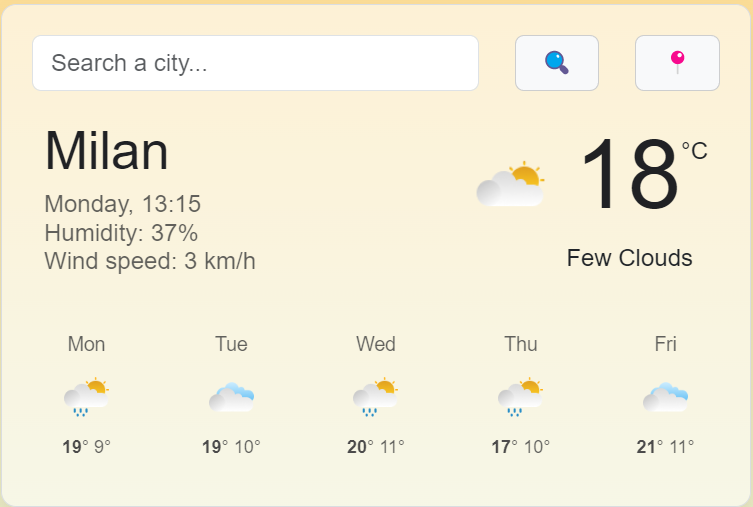 Search a city...
Milan
18 °C
Monday, 13:15
Humidity: 37%
Wind speed: 3 km/h
Few Clouds
Mon Tue Wed Thu Fri
19° 9° 19° 10° 20° 11° 17° 10° 21° 11°